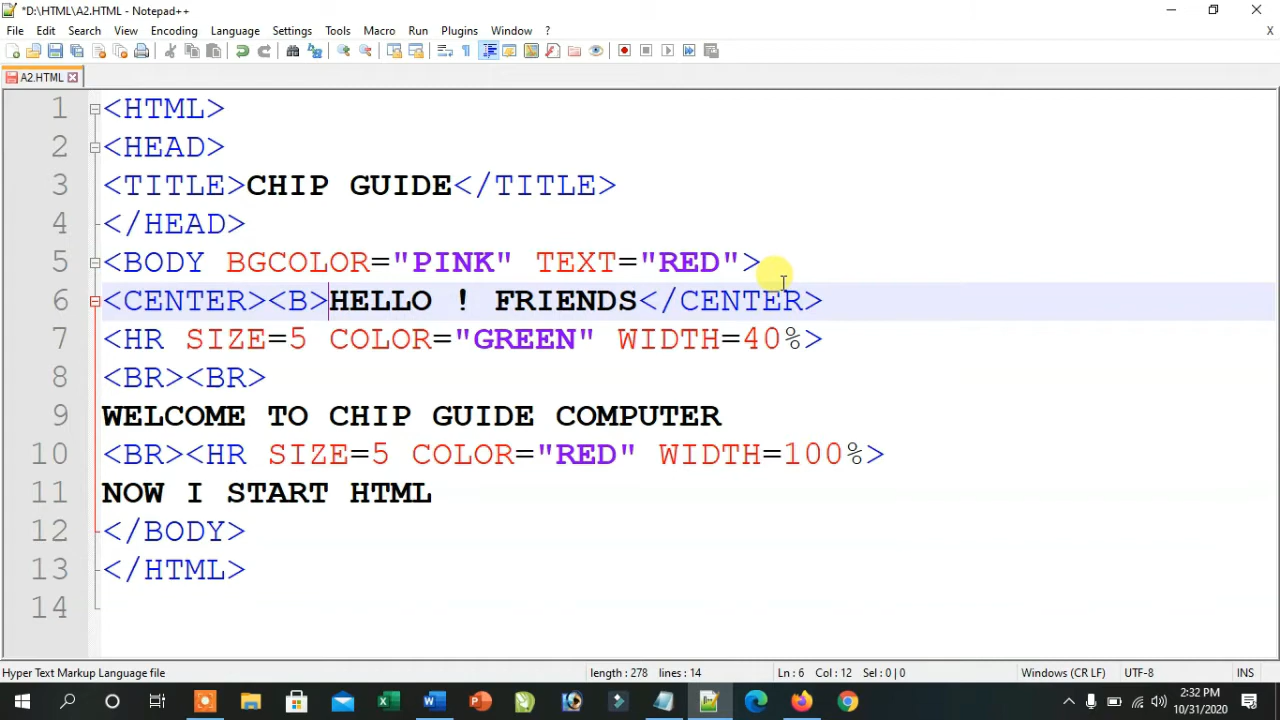 *D:\HTML\A2.HTML - Notepad++
File Edit Search View Encoding Language Settings Tools Macro Run Plugins Window ? X
A2.HTML
1 <HTML>
2 <HEAD>
3 <TITLE>CHIP GUIDE</TITLE>
4 </HEAD>
5 <BODY BGCOLOR="PINK" TEXT="RED">
6 <CENTER><B>HELLO ! FRIENDS</CENTER>
7 <HR SIZE=5 COLOR="GREEN" WIDTH=40%>
8 <BR><BR>
9 WELCOME TO CHIP GUIDE COMPUTER
10 <BR><HR SIZE=5 COLOR="RED" WIDTH=100%>
11 NOW I START HTML
12 </BODY>
13 </HTML>
14
Hyper Text Markup Language file length : 278 lines : 14 Ln : 6 Col : 12 Sel : 0 | 0 Windows (CR LF) UTF-8 INS
2:32 PM
10/31/2020